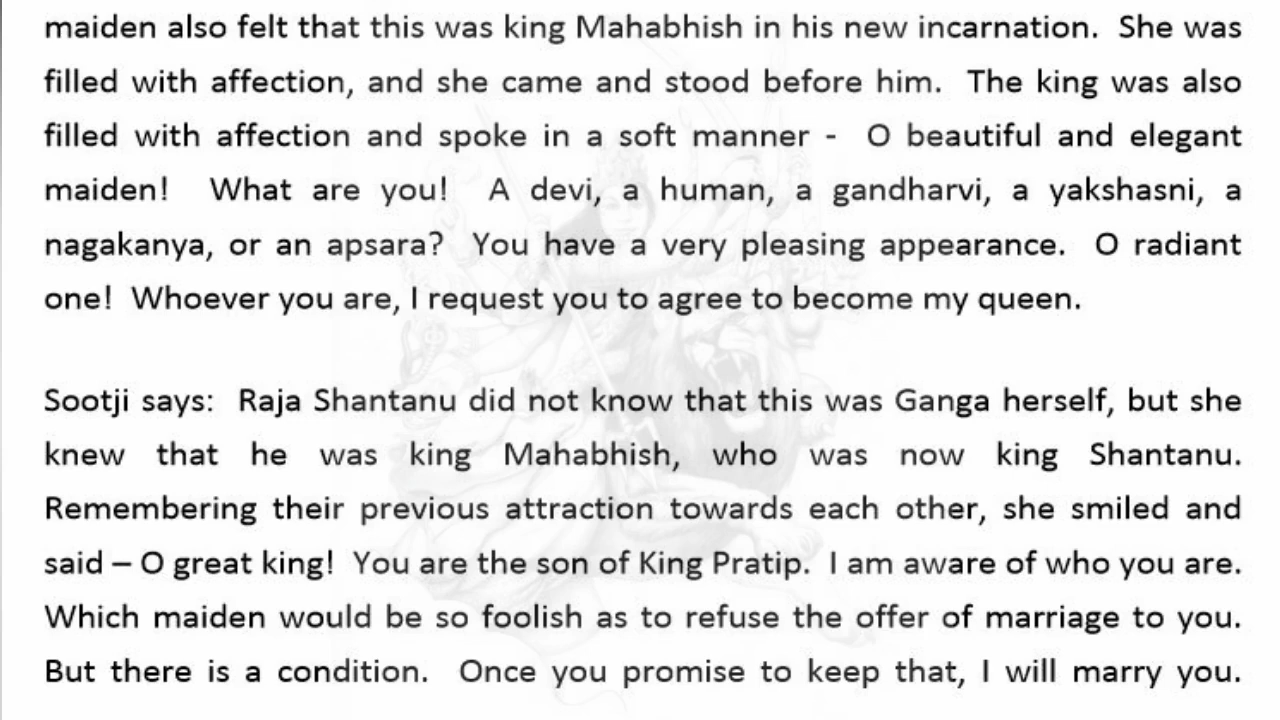 maiden also felt that this was king Mahabhish in his new incarnation. She was
filled with affection, and she came and stood before him. The king was also
filled with affection and spoke in a soft manner - O beautiful and elegant
maiden! What are you! A devi, a human, a gandharvi, a yakshasni, a
nagakanya, or an apsara? You have a very pleasing appearance. O radiant
one! Whoever you are, I request you to agree to become my queen.
Sootji says: Raja Shantanu did not know that this was Ganga herself, but she
knew that he was king Mahabhish, who was now king Shantanu.
Remembering their previous attraction towards each other, she smiled and
said – O great king! You are the son of King Pratip. I am aware of who you are.
Which maiden would be so foolish as to refuse the offer of marriage to you.
But there is a condition. Once you promise to keep that, I will marry you.